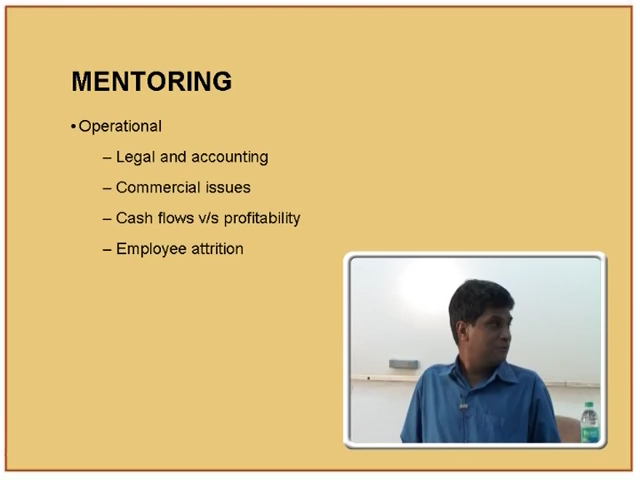 MENTORING
• Operational
– Legal and accounting
– Commercial issues
– Cash flows v/s profitability
– Employee attrition